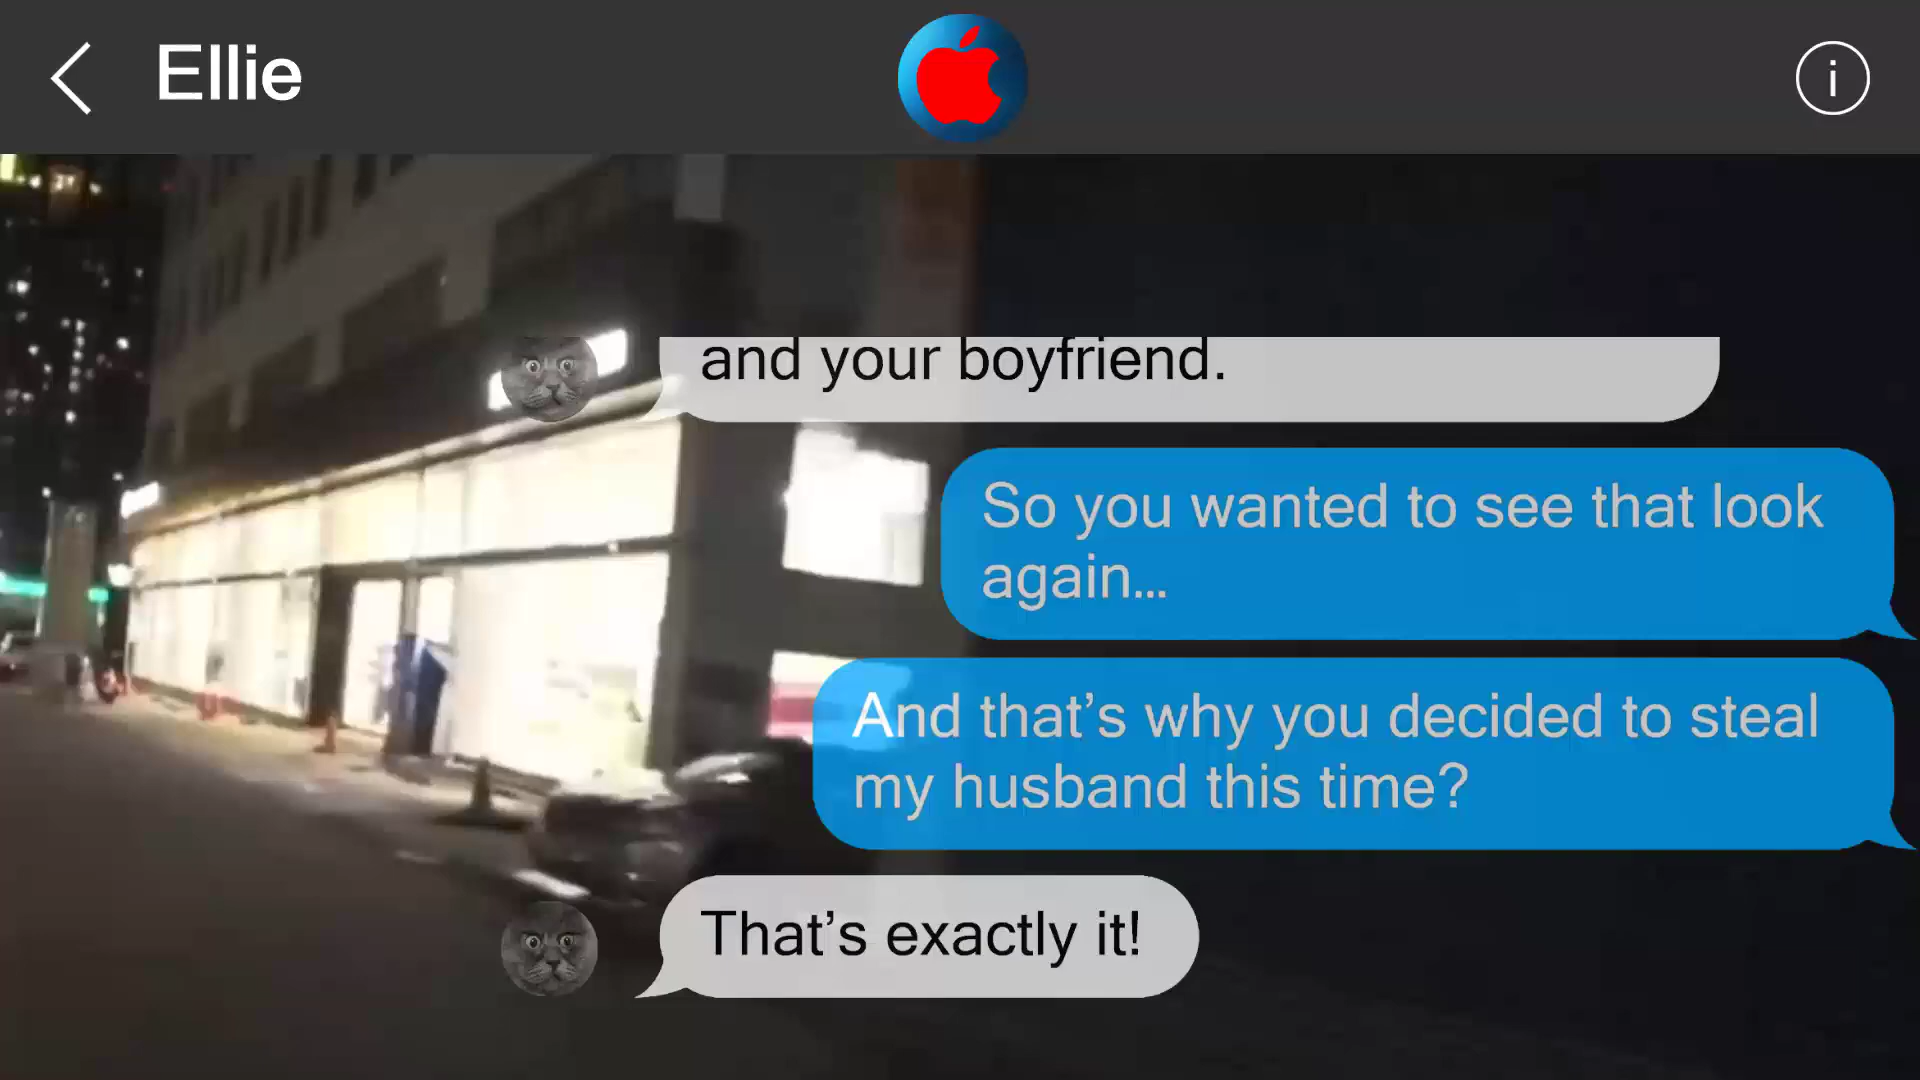 Ellie
i
and your boyfriend.
So you wanted to see that look
again...
And that’s why you decided to steal
my husband this time?
That’s exactly it!